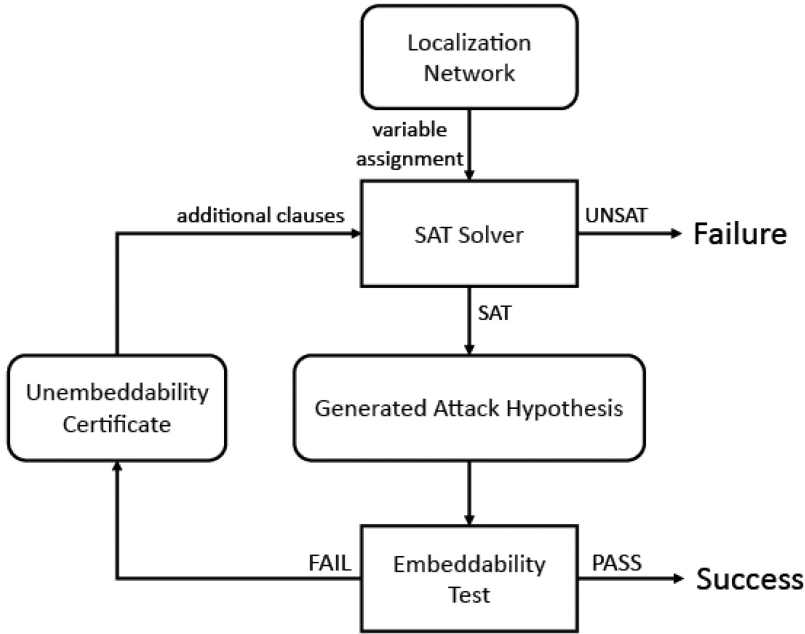 Localization
Network
variable
assignment
additional clauses
SAT Solver
UNSAT
Failure
SAT
Unembeddability
Certificate
Generated Attack Hypothesis
FAIL
Embeddability
Test
PASS
Success